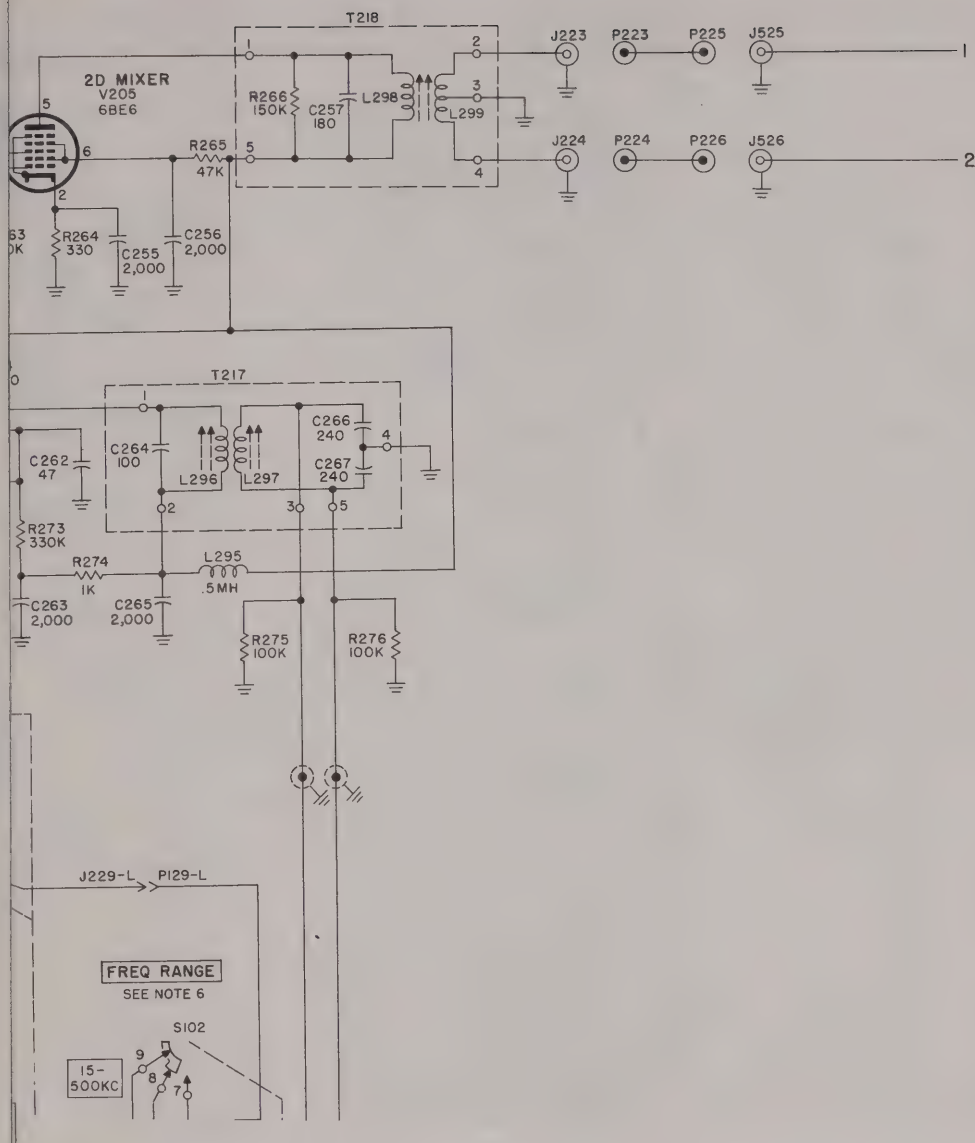 T218
J223 P223 P225 J525
1
2
1
3
2D MIXER
V205
6BE6
5
R266
150K
C257
180
L298
L299
6
R265
47K
5
4
J224 P224 P226 J526
2
2
R264
330
C255
2,000
C256
2,000
63
0K
T217
0
1
C264
100
L296
L297
C266
240
4
C267
240
C262
47
2
3
5
R273
330K
R274
1K
L295
.5MH
C263
2,000
C265
2,000
R275
100K
R276
100K
J229-L P129-L
FREQ RANGE
SEE NOTE 6
S102
15-
500KC
9
8
7